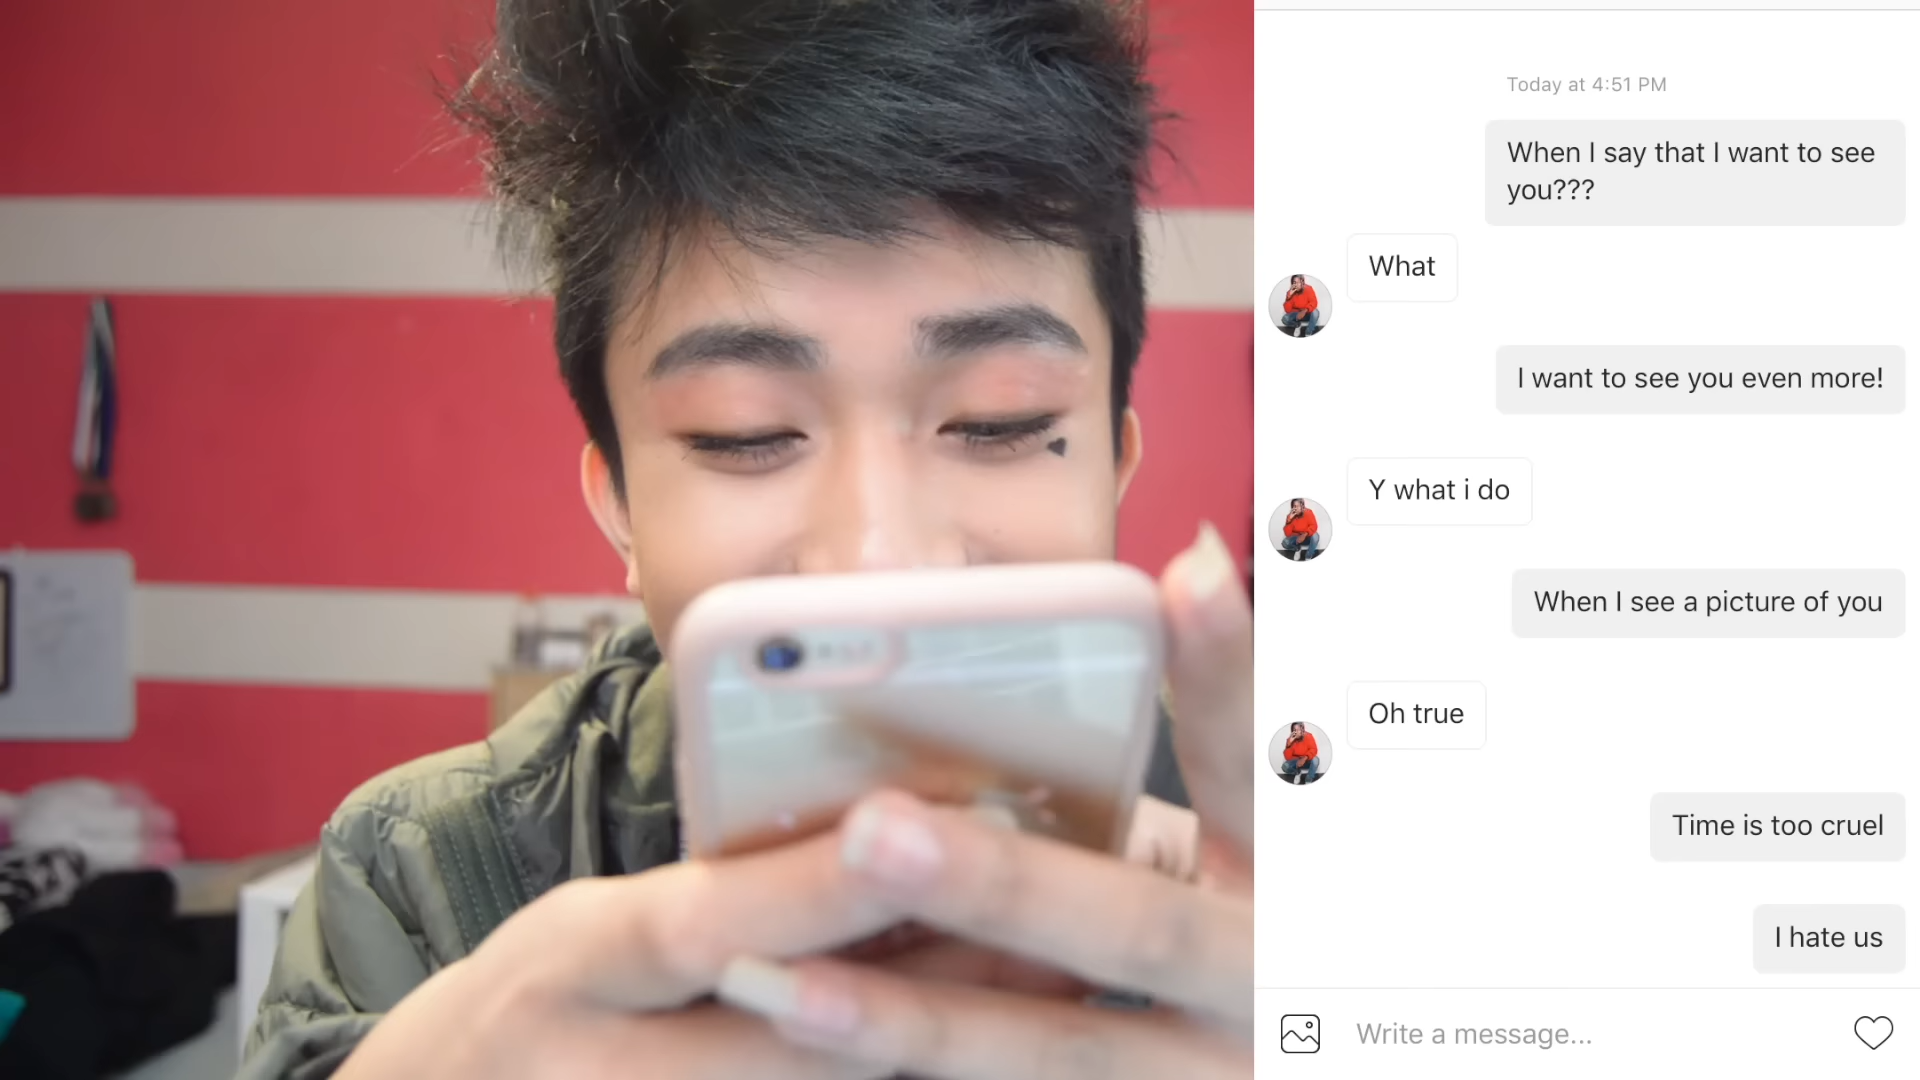 Today at 4:51 PM
When I say that I want to see
you???
What
I want to see you even more!
Y what i do
When I see a picture of you
Oh true
Time is too cruel
I hate us
Write a message...